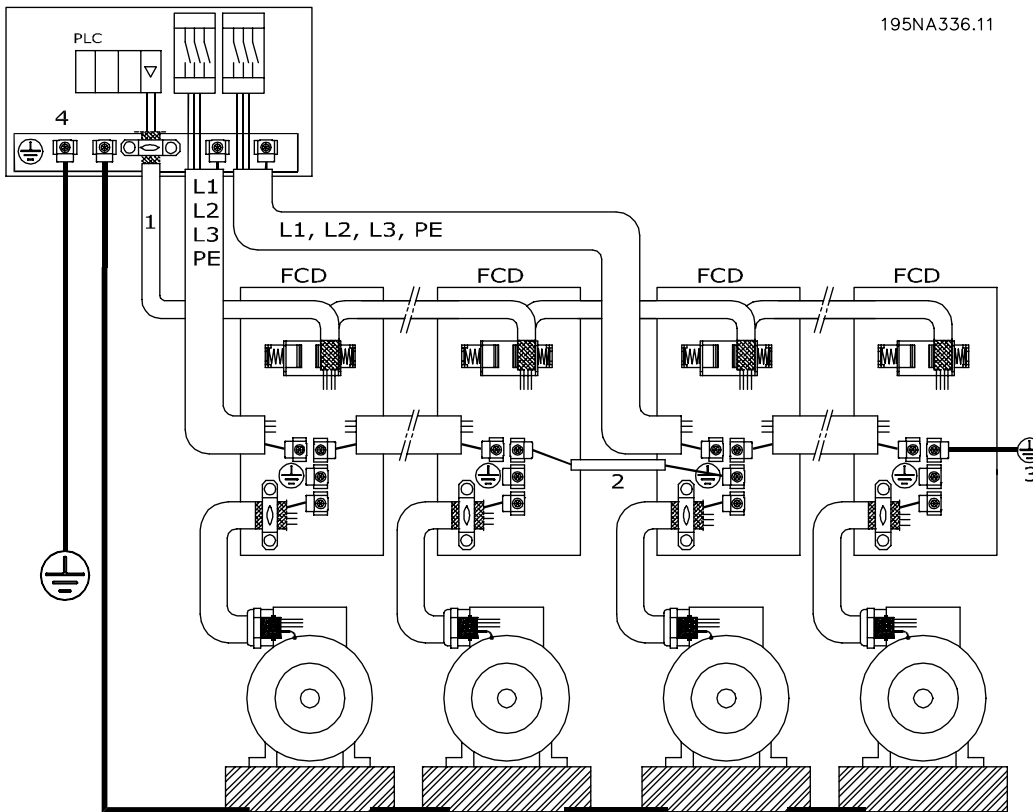 195NA336.11
PLC
4
1
L1
L2
L3
PE
L1, L2, L3, PE
FCD
FCD
FCD
FCD
2
3